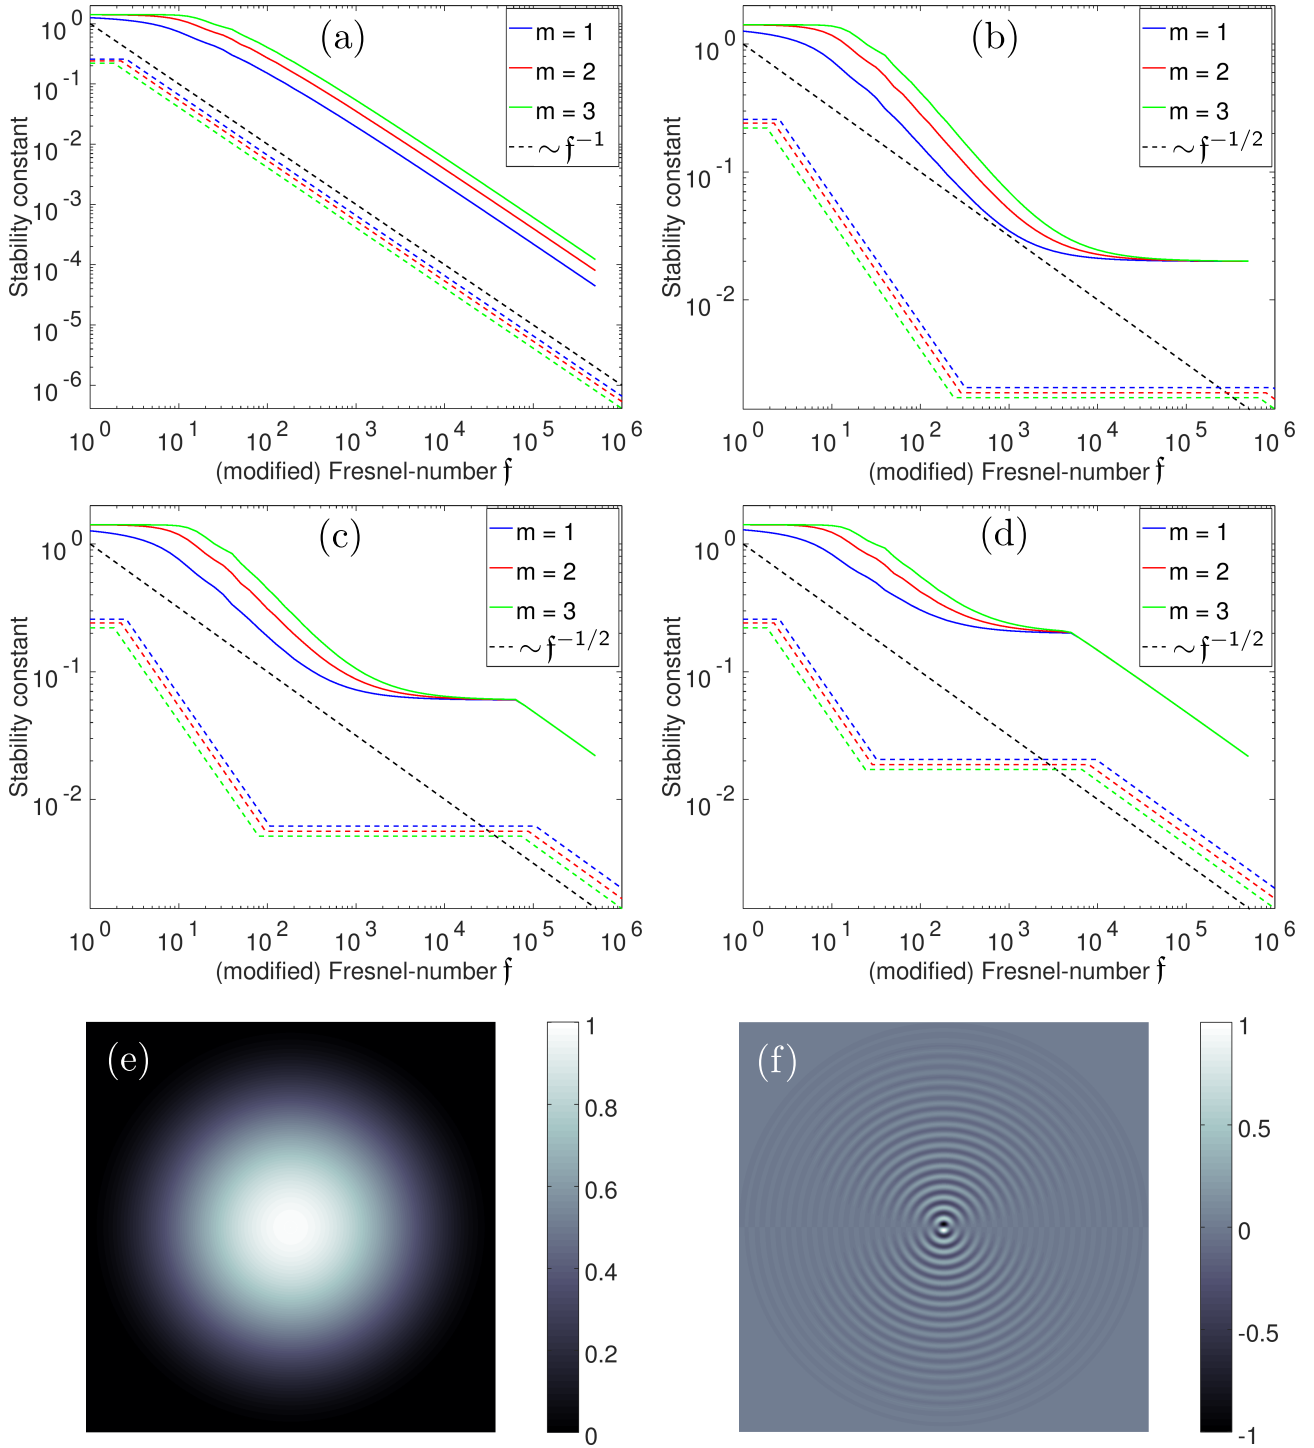 (a)
Stability constant
10^0
10^-1
10^-2
10^-3
10^-4
10^-5
10^-6
m = 1
m = 2
m = 3
~𝔣^-1
10^0 10^1 10^2 10^3 10^4 10^5 10^6
(modified) Fresnel-number 𝔣
(b)
Stability constant
10^0
10^-1
10^-2
m = 1
m = 2
m = 3
~𝔣^-1/2
10^0 10^1 10^2 10^3 10^4 10^5 10^6
(modified) Fresnel-number 𝔣
(c)
Stability constant
10^0
10^-1
10^-2
m = 1
m = 2
m = 3
~𝔣^-1/2
10^0 10^1 10^2 10^3 10^4 10^5 10^6
(modified) Fresnel-number 𝔣
(d)
Stability constant
10^0
10^-1
10^-2
m = 1
m = 2
m = 3
~𝔣^-1/2
10^0 10^1 10^2 10^3 10^4 10^5 10^6
(modified) Fresnel-number 𝔣
(e)
1
0.8
0.6
0.4
0.2
0
(f)
1
0.5
0
-0.5
-1